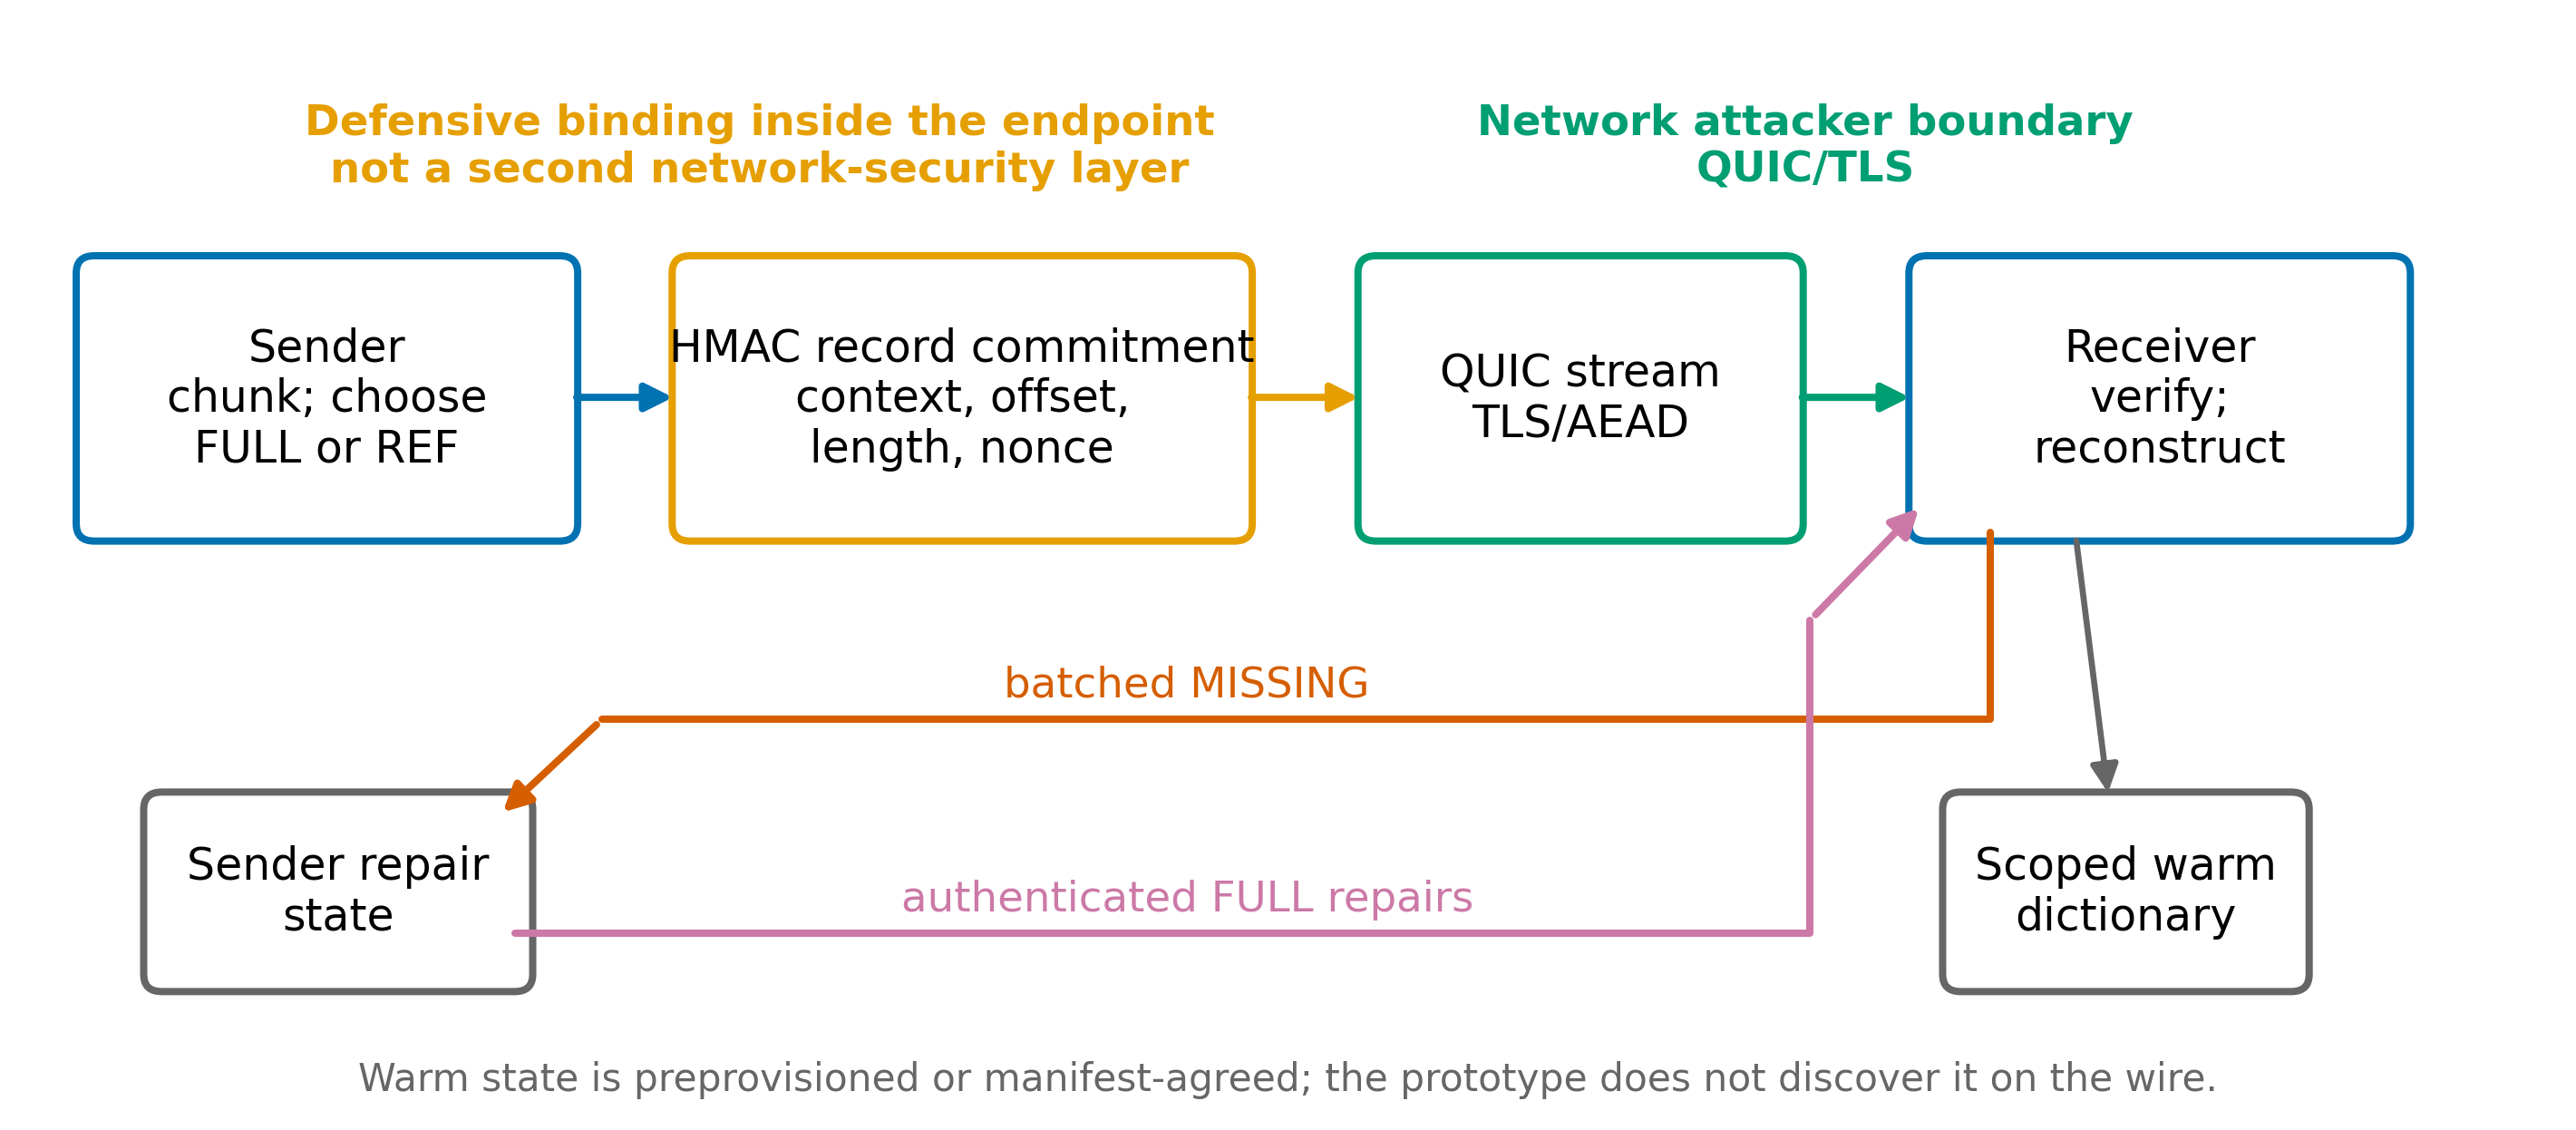 Defensive binding inside the endpoint
not a second network-security layer
Network attacker boundary
QUIC/TLS
Sender
chunk; choose
FULL or REF
HMAC record commitment
context, offset,
length, nonce
QUIC stream
TLS/AEAD
Receiver
verify;
reconstruct
batched MISSING
Sender repair
state
authenticated FULL repairs
Scoped warm
dictionary
Warm state is preprovisioned or manifest-agreed; the prototype does not discover it on the wire.